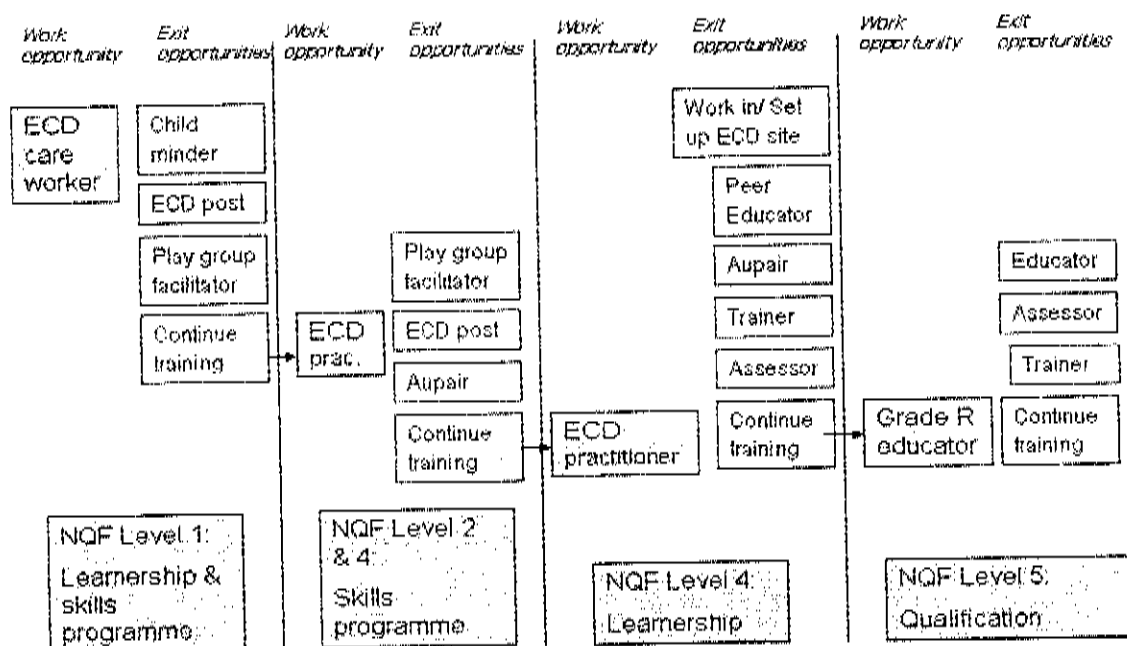 Work
opportunity
Exit
opportunities
Work
opportunity
Exit
opportunities
Work
opportunity
Exit
opportunities
Work
opportunity
Exit
opportunities
ECD
care
worker
Child
minder
ECD post
Play group
facilitator
Continue
training
ECD
prac.
Play group
facilitator
ECD post
Aupair
Continue
training
ECD
practitioner
Work in/ Set
up ECD site
Peer
Educator
Aupair
Trainer
Assessor
Continue
training
Grade R
educator
Educator
Assessor
Trainer
Continue
training
NQF Level 1:
Learnership &
skills
programme
NQF Level 2
& 4:
Skills
programme
NQF Level 4:
Learnership
NQF Level 5:
Qualification